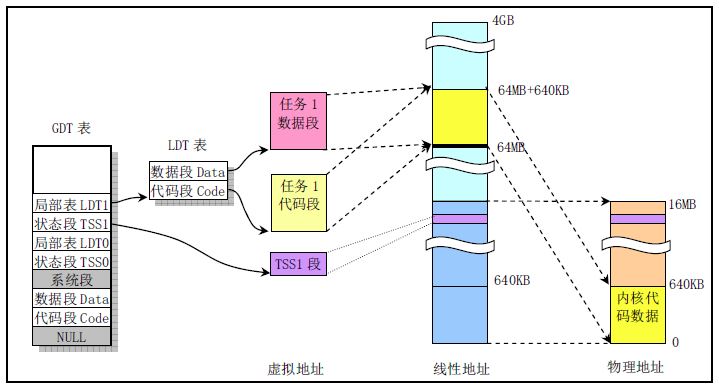 GDT 表
局部表 LDT1
状态段 TSS1
局部表 LDT0
状态段 TSS0
系统段
数据段 Data
代码段 Code
NULL
LDT 表
数据段 Data
代码段 Code
任务 1
数据段
任务 1
代码段
TSS1 段
虚拟地址
4GB
64MB+640KB
64MB
640KB
线性地址
16MB
640KB
内核代
码数据
0
物理地址